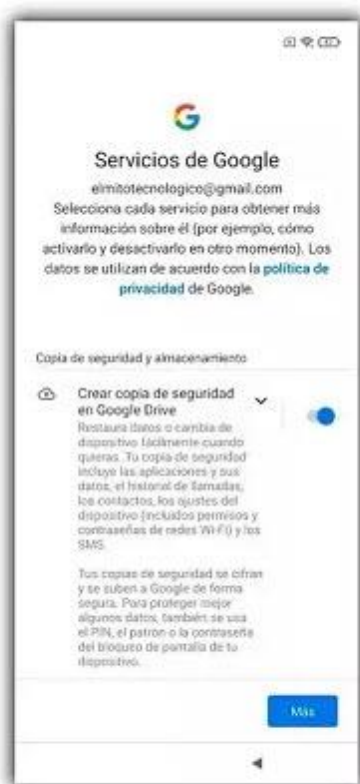 Servicios de Google
elmitotecnologico@gmail.com
Selecciona cada servicio para obtener más
información sobre él (por ejemplo, cómo
activarlo y desactivarlo en otro momento). Los
datos se utilizan de acuerdo con la política de
privacidad de Google.
Copia de seguridad y almacenamiento
Crear copia de seguridad
en Google Drive
Restaura datos o cambia de
dispositivo fácilmente cuando
quieras. Tu copia de seguridad
incluye las aplicaciones y sus
datos, el historial de llamadas,
los contactos, los ajustes del
dispositivo (incluidos permisos y
contraseñas de redes Wi-Fi) y los
SMS.
Tus copias de seguridad se cifran
y se suben a Google de forma
segura. Para proteger mejor
algunos datos, también se usa
el PIN, el patrón o la contraseña
del bloqueo de pantalla de tu
dispositivo.
Más